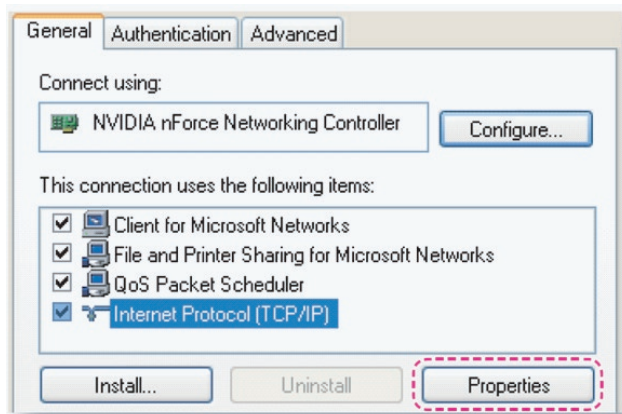 General Authentication Advanced
Connect using:
NVIDIA nForce Networking Controller Configure...
This connection uses the following items:
Client for Microsoft Networks
File and Printer Sharing for Microsoft Networks
QoS Packet Scheduler
Internet Protocol (TCP/IP)
Install... Uninstall Properties